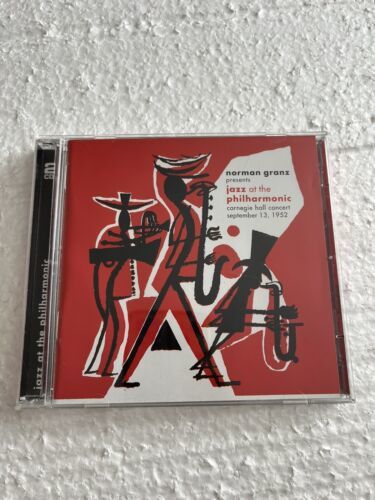 norman granz
presents
jazz at the
philharmonic
carnegie hall concert
september 13, 1952
jazz at the philharmonic